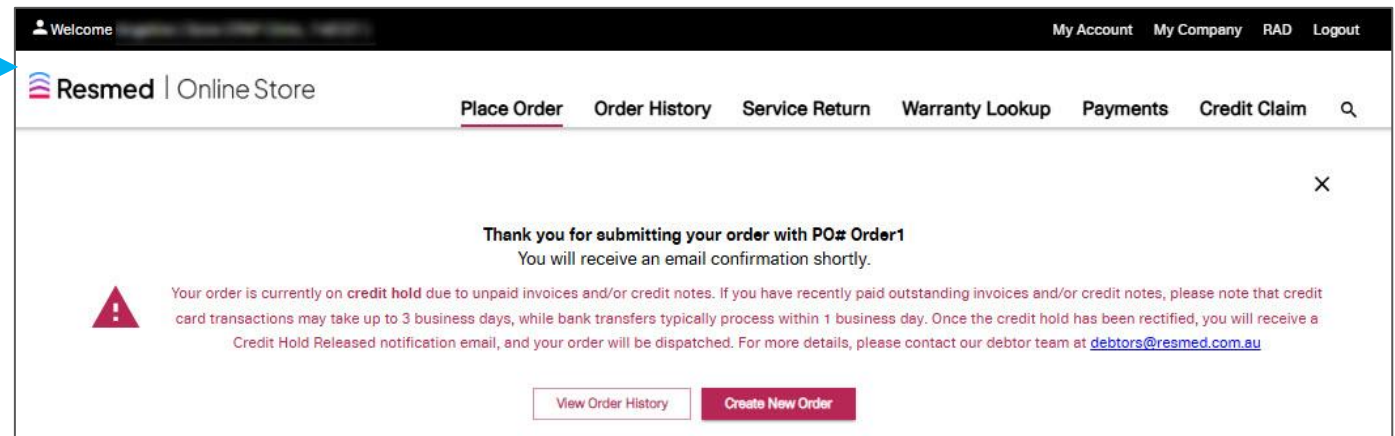 Welcome
My Account My Company RAD Logout
Resmed | Online Store
Place Order Order History Service Return Warranty Lookup Payments Credit Claim
Thank you for submitting your order with PO# Order1
You will receive an email confirmation shortly.
Your order is currently on credit hold due to unpaid invoices and/or credit notes. If you have recently paid outstanding invoices and/or credit notes, please note that credit
card transactions may take up to 3 business days, while bank transfers typically process within 1 business day. Once the credit hold has been rectified, you will receive a
Credit Hold Released notification email, and your order will be dispatched. For more details, please contact our debtor team at debtors@resmed.com.au
View Order History Create New Order